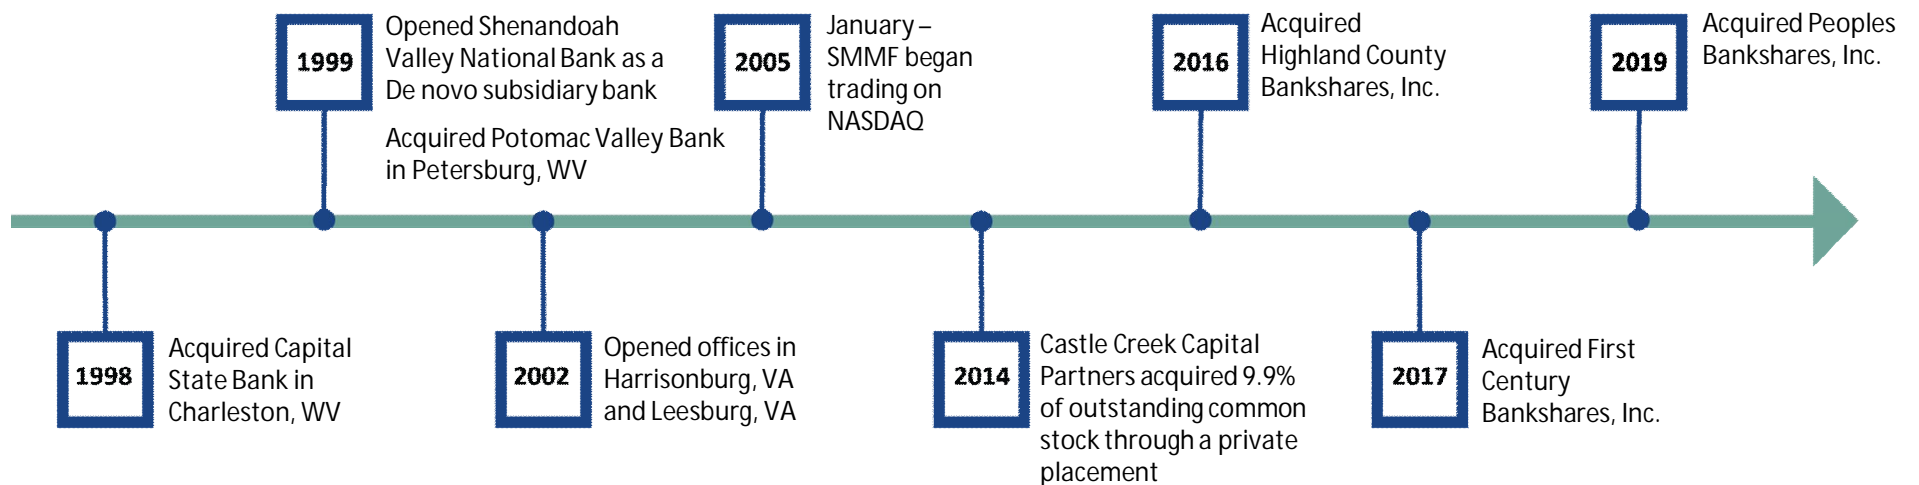 1999
Opened Shenandoah
Valley National Bank as a
De novo subsidiary bank
Acquired Potomac Valley Bank
in Petersburg, WV
2005
January –
SMMF began
trading on
NASDAQ
2016
Acquired
Highland County
Bankshares, Inc.
2019
Acquired Peoples
Bankshares, Inc.
1998
Acquired Capital
State Bank in
Charleston, WV
2002
Opened offices in
Harrisonburg, VA
and Leesburg, VA
2014
Castle Creek Capital
Partners acquired 9.9%
of outstanding common
stock through a private
placement
2017
Acquired First
Century
Bankshares, Inc.